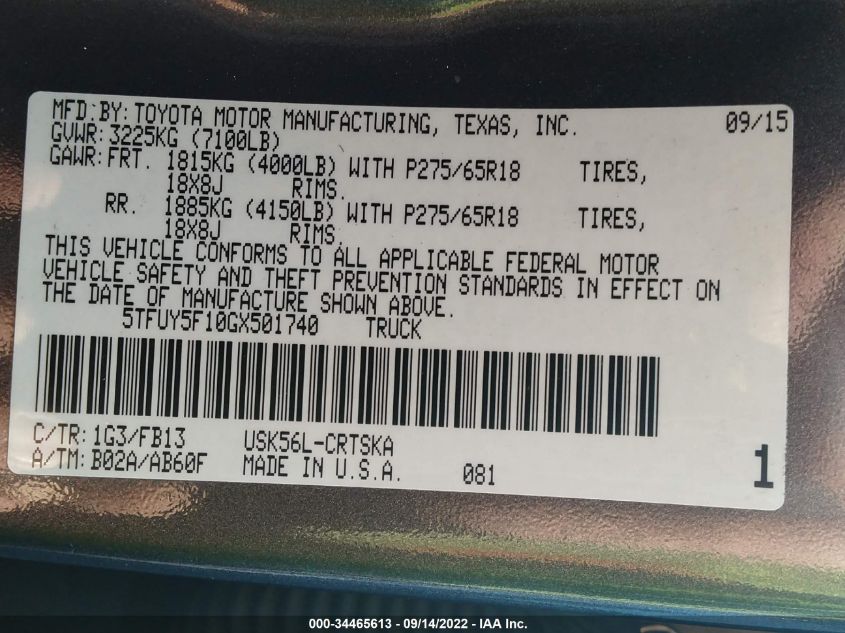 MFD BY: TOYOTA MOTOR MANUFACTURING, TEXAS, INC. 09/15
GVWR: 3225KG (7100LB)
GAWR: FRT. 1815KG (4000LB) WITH P275/65R18 TIRES,
18X8J RIMS.
RR. 1885KG (4150LB) WITH P275/65R18 TIRES,
18X8J RIMS.
THIS VEHICLE CONFORMS TO ALL APPLICABLE FEDERAL MOTOR
VEHICLE SAFETY AND THEFT PREVENTION STANDARDS IN EFFECT ON
THE DATE OF MANUFACTURE SHOWN ABOVE.
5TFUY5F10GX501740 TRUCK
C/TR: 1G3/FB13 USK56L-CRTSKA
A/TM: B02A/AB60F MADE IN U.S.A. 081 1
000-34465613 - 09/14/2022 - IAA Inc.